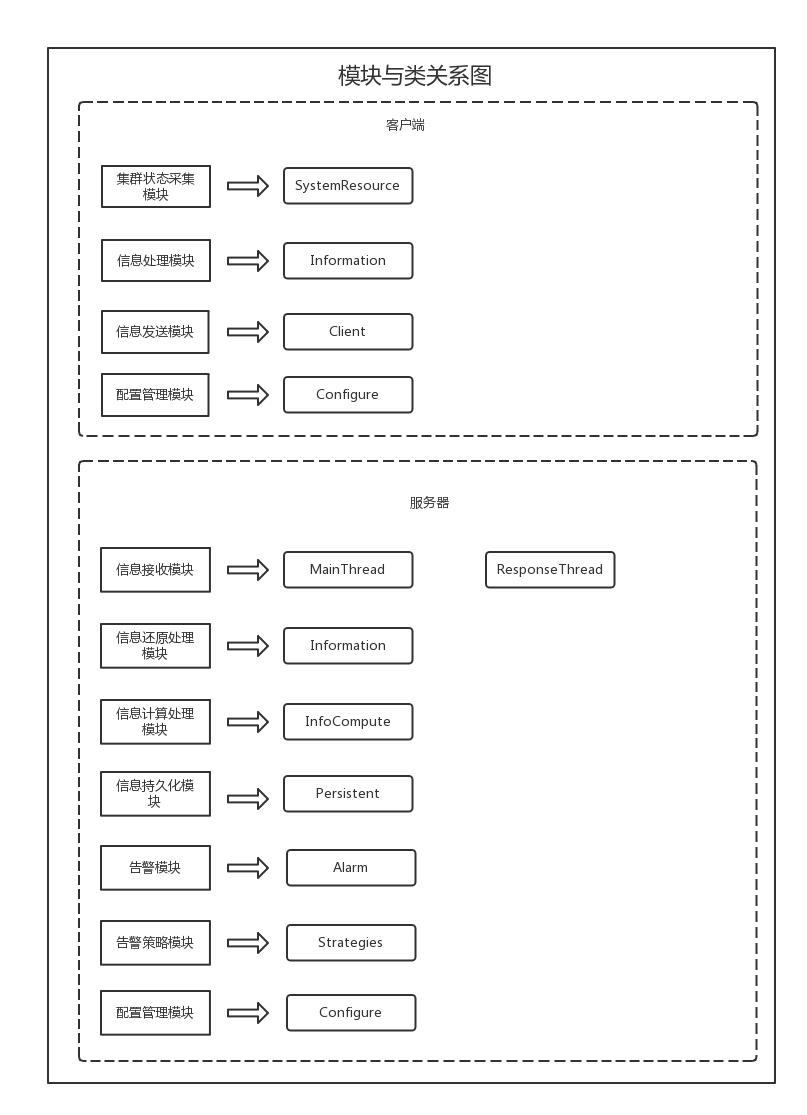 模块与类关系图
客户端
集群状态采集
模块
SystemResource
信息处理模块
Information
信息发送模块
Client
配置管理模块
Configure
服务器
信息接收模块
MainThread
ResponseThread
信息还原处理
模块
Information
信息计算处理
模块
InfoCompute
信息持久化模
块
Persistent
告警模块
Alarm
告警策略模块
Strategies
配置管理模块
Configure